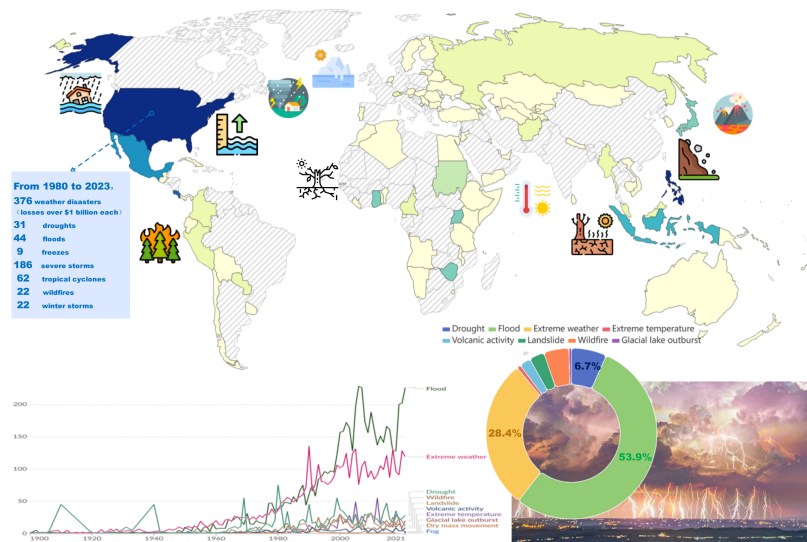 From 1980 to 2023,
376 weather disasters
(losses over $1 billion each)
31 droughts
44 floods
9 freezes
186 severe storms
62 tropical cyclones
22 wildfires
22 winter storms
Drought Flood Extreme weather Extreme temperature
Volcanic activity Landslide Wildfire Glacial lake outburst
6.7%
28.4%
53.9%
200
150
100
50
0
1900 1920 1940 1960 1980 2000 2021
Flood
Extreme weather
Drought
Wildfire
Landslide
Volcanic activity
Extreme temperature
Glacial lake outburst
Dry mass movement
Fog